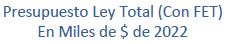 Presupuesto Ley Total (Con FET)
En Miles de $ de 2022